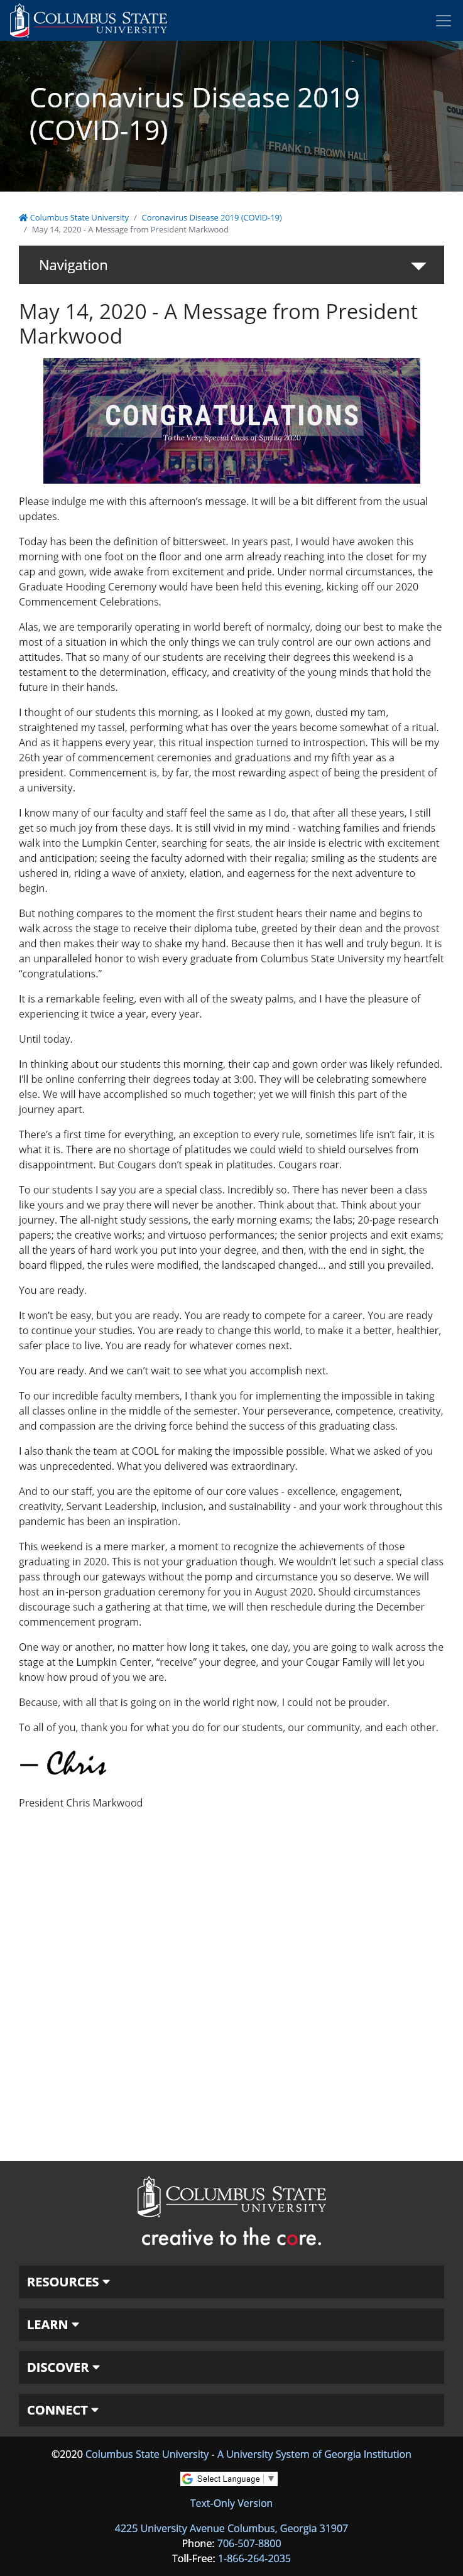 COLUMBUS STATE
UNIVERSITY
Coronavirus Disease 2019
(COVID-19)
FRANK D. BROWN HALL
Columbus State University / Coronavirus Disease 2019 (COVID-19)
/ May 14, 2020 - A Message from President Markwood
Navigation
May 14, 2020 - A Message from President
Markwood
CONGRATULATIONS
To the Very Special Class of Spring 2020
Please indulge me with this afternoon's message. It will be a bit different from the usual
updates.
Today has been the definition of bittersweet. In years past, I would have awoken this
morning with one foot on the floor and one arm already reaching into the closet for my
cap and gown, wide awake from excitement and pride. Under normal circumstances, the
Graduate Hooding Ceremony would have been held this evening, kicking off our 2020
Commencement Celebrations.
Alas, we are temporarily operating in world bereft of normalcy, doing our best to make the
most of a situation in which the only things we can truly control are our own actions and
attitudes. That so many of our students are receiving their degrees this weekend is a
testament to the determination, efficacy, and creativity of the young minds that hold the
future in their hands.
I thought of our students this morning, as I looked at my gown, dusted my tam,
straightened my tassel, performing what has over the years become somewhat of a ritual.
And as it happens every year, this ritual inspection turned to introspection. This will be my
26th year of commencement ceremonies and graduations and my fifth year as a
president. Commencement is, by far, the most rewarding aspect of being the president of
a university.
I know many of our faculty and staff feel the same as I do, that after all these years, I still
get so much joy from these days. It is still vivid in my mind - watching families and friends
walk into the Lumpkin Center, searching for seats, the air inside is electric with excitement
and anticipation; seeing the faculty adorned with their regalia; smiling as the students are
ushered in, riding a wave of anxiety, elation, and eagerness for the next adventure to
begin.
But nothing compares to the moment the first student hears their name and begins to
walk across the stage to receive their diploma tube, greeted by their dean and the provost
and then makes their way to shake my hand. Because then it has well and truly begun. It is
an unparalleled honor to wish every graduate from Columbus State University my heartfelt
“congratulations.”
It is a remarkable feeling, even with all of the sweaty palms, and I have the pleasure of
experiencing it twice a year, every year.
Until today.
In thinking about our students this morning, their cap and gown order was likely refunded.
I'll be online conferring their degrees today at 3:00. They will be celebrating somewhere
else. We will have accomplished so much together; yet we will finish this part of the
journey apart.
There's a first time for everything, an exception to every rule, sometimes life isn't fair, it is
what it is. There are no shortage of platitudes we could wield to shield ourselves from
disappointment. But Cougars don't speak in platitudes. Cougars roar.
To our students I say you are a special class. Incredibly so. There has never been a class
like yours and we pray there will never be another. Think about that. Think about your
journey. The all-night study sessions, the early morning exams; the labs; 20-page research
papers; the creative works; and virtuoso performances; the senior projects and exit exams;
all the years of hard work you put into your degree, and then, with the end in sight, the
board flipped, the rules were modified, the landscaped changed... and still you prevailed.
You are ready.
It won't be easy, but you are ready. You are ready to compete for a career. You are ready
to continue your studies. You are ready to change this world, to make it a better, healthier,
safer place to live. You are ready for whatever comes next.
You are ready. And we can't wait to see what you accomplish next.
To our incredible faculty members, I thank you for implementing the impossible in taking
all classes online in the middle of the semester. Your perseverance, competence, creativity,
and compassion are the driving force behind the success of this graduating class.
I also thank the team at COOL for making the impossible possible. What we asked of you
was unprecedented. What you delivered was extraordinary.
And to our staff, you are the epitome of our core values - excellence, engagement,
creativity, Servant Leadership, inclusion, and sustainability - and your work throughout this
pandemic has been an inspiration.
This weekend is a mere marker, a moment to recognize the achievements of those
graduating in 2020. This is not your graduation though. We wouldn't let such a special class
pass through our gateways without the pomp and circumstance you so deserve. We will
host an in-person graduation ceremony for you in August 2020. Should circumstances
discourage such a gathering at that time, we will then reschedule during the December
commencement program.
One way or another, no matter how long it takes, one day, you are going to walk across the
stage at the Lumpkin Center, “receive” your degree, and your Cougar Family will let you
know how proud of you we are.
Because, with all that is going on in the world right now, I could not be prouder.
To all of you, thank you for what you do for our students, our community, and each other.
— Chris
President Chris Markwood
COLUMBUS STATE
UNIVERSITY
creative to the core.
RESOURCES
LEARN
DISCOVER
CONNECT
©2020 Columbus State University - A University System of Georgia Institution
Select Language ▼
Text-Only Version
4225 University Avenue Columbus, Georgia 31907
Phone: 706-507-8800
Toll-Free: 1-866-264-2035